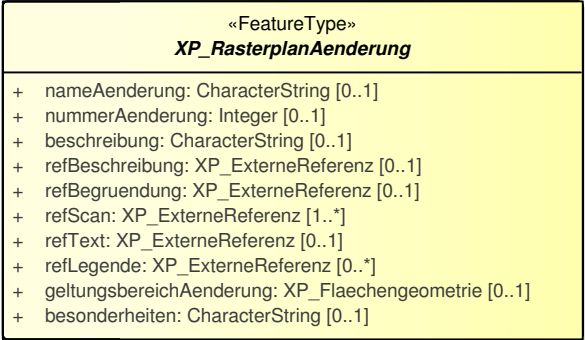 «FeatureType»
XP_RasterplanAenderung
+ nameAenderung: CharacterString [0..1]
+ nummerAenderung: Integer [0..1]
+ beschreibung: CharacterString [0..1]
+ refBeschreibung: XP_ExterneReferenz [0..1]
+ refBegruendung: XP_ExterneReferenz [0..1]
+ refScan: XP_ExterneReferenz [1..*]
+ refText: XP_ExterneReferenz [0..1]
+ refLegende: XP_ExterneReferenz [0..*]
+ geltungsbereichAenderung: XP_Flaechengeometrie [0..1]
+ besonderheiten: CharacterString [0..1]